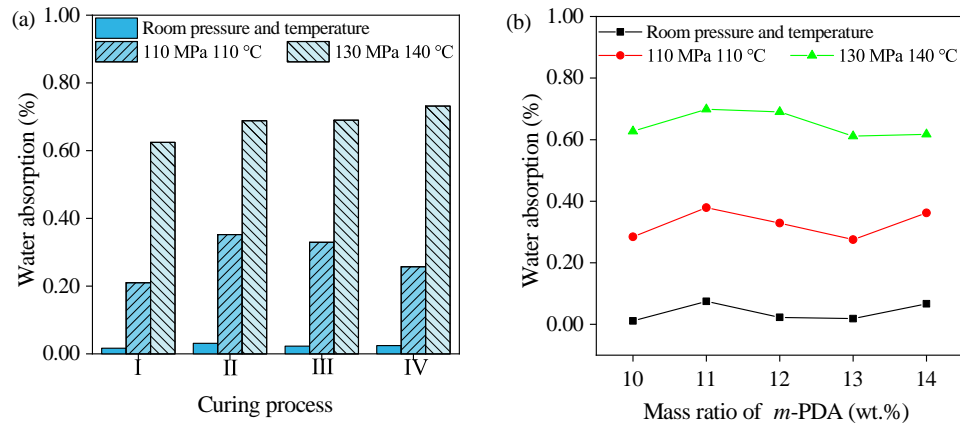 (a)
1.00
0.80
0.60
0.40
0.20
0.00
Water absorption (%)
Room pressure and temperature
110 MPa 110 °C
130 MPa 140 °C
I
II
III
IV
Curing process
(b)
1.00
0.80
0.60
0.40
0.20
0.00
Water absorption (%)
Room pressure and temperature
110 MPa 110 °C
130 MPa 140 °C
10
11
12
13
14
Mass ratio of m-PDA (wt.%)